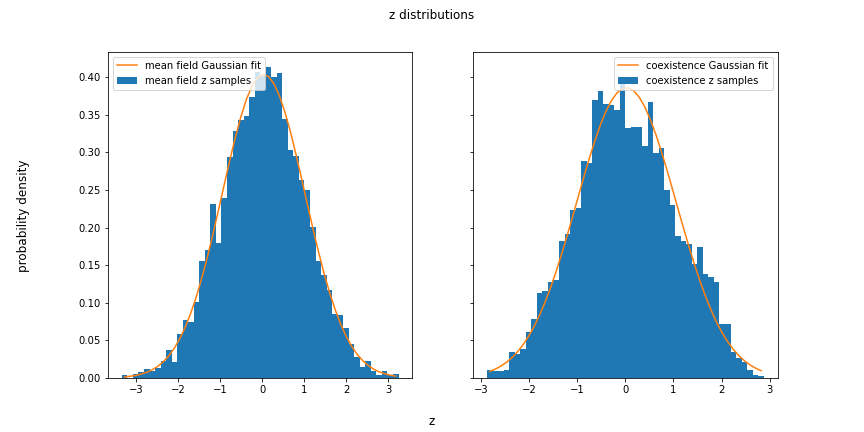 z distributions
mean field Gaussian fit
mean field z samples
coexistence Gaussian fit
coexistence z samples
0.40
0.35
0.30
0.25
0.20
0.15
0.10
0.05
0.00
probability density
−3 −2 −1 0 1 2 3
−3 −2 −1 0 1 2 3
z